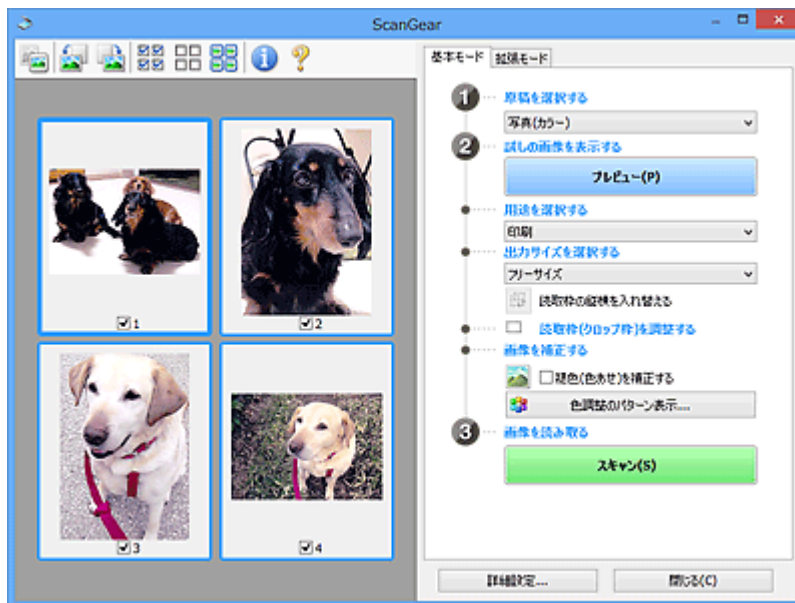 ScanGear
基本モード 拡張モード
1 原稿を選択する
写真(カラー)
2 試しの画像を表示する
プレビュー(P)
用途を選択する
印刷
出力サイズを選択する
フリーサイズ
読取枠の縦横を入れ替える
読取枠(クロップ枠)を調整する
画像を補正する
褪色(色あせ)を補正する
色調整のパターン表示...
3 画像を読み取る
スキャン(S)
1
2
3
4
詳細設定...
閉じる(C)